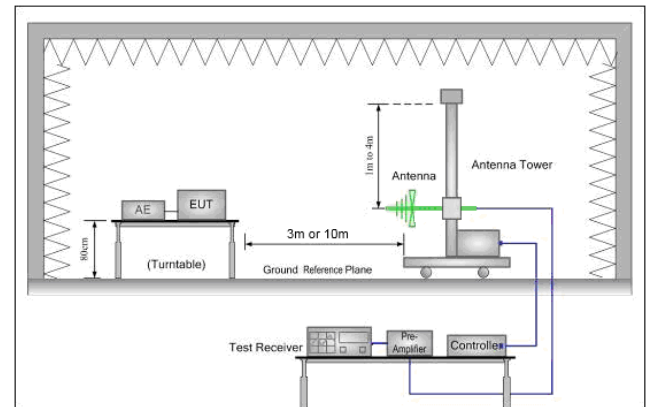 1m to 4m
Antenna
Antenna Tower
AE
EUT
80cm
(Turntable)
3m or 10m
Ground Reference Plane
Test Receiver
Pre-
Amplifier
Controller